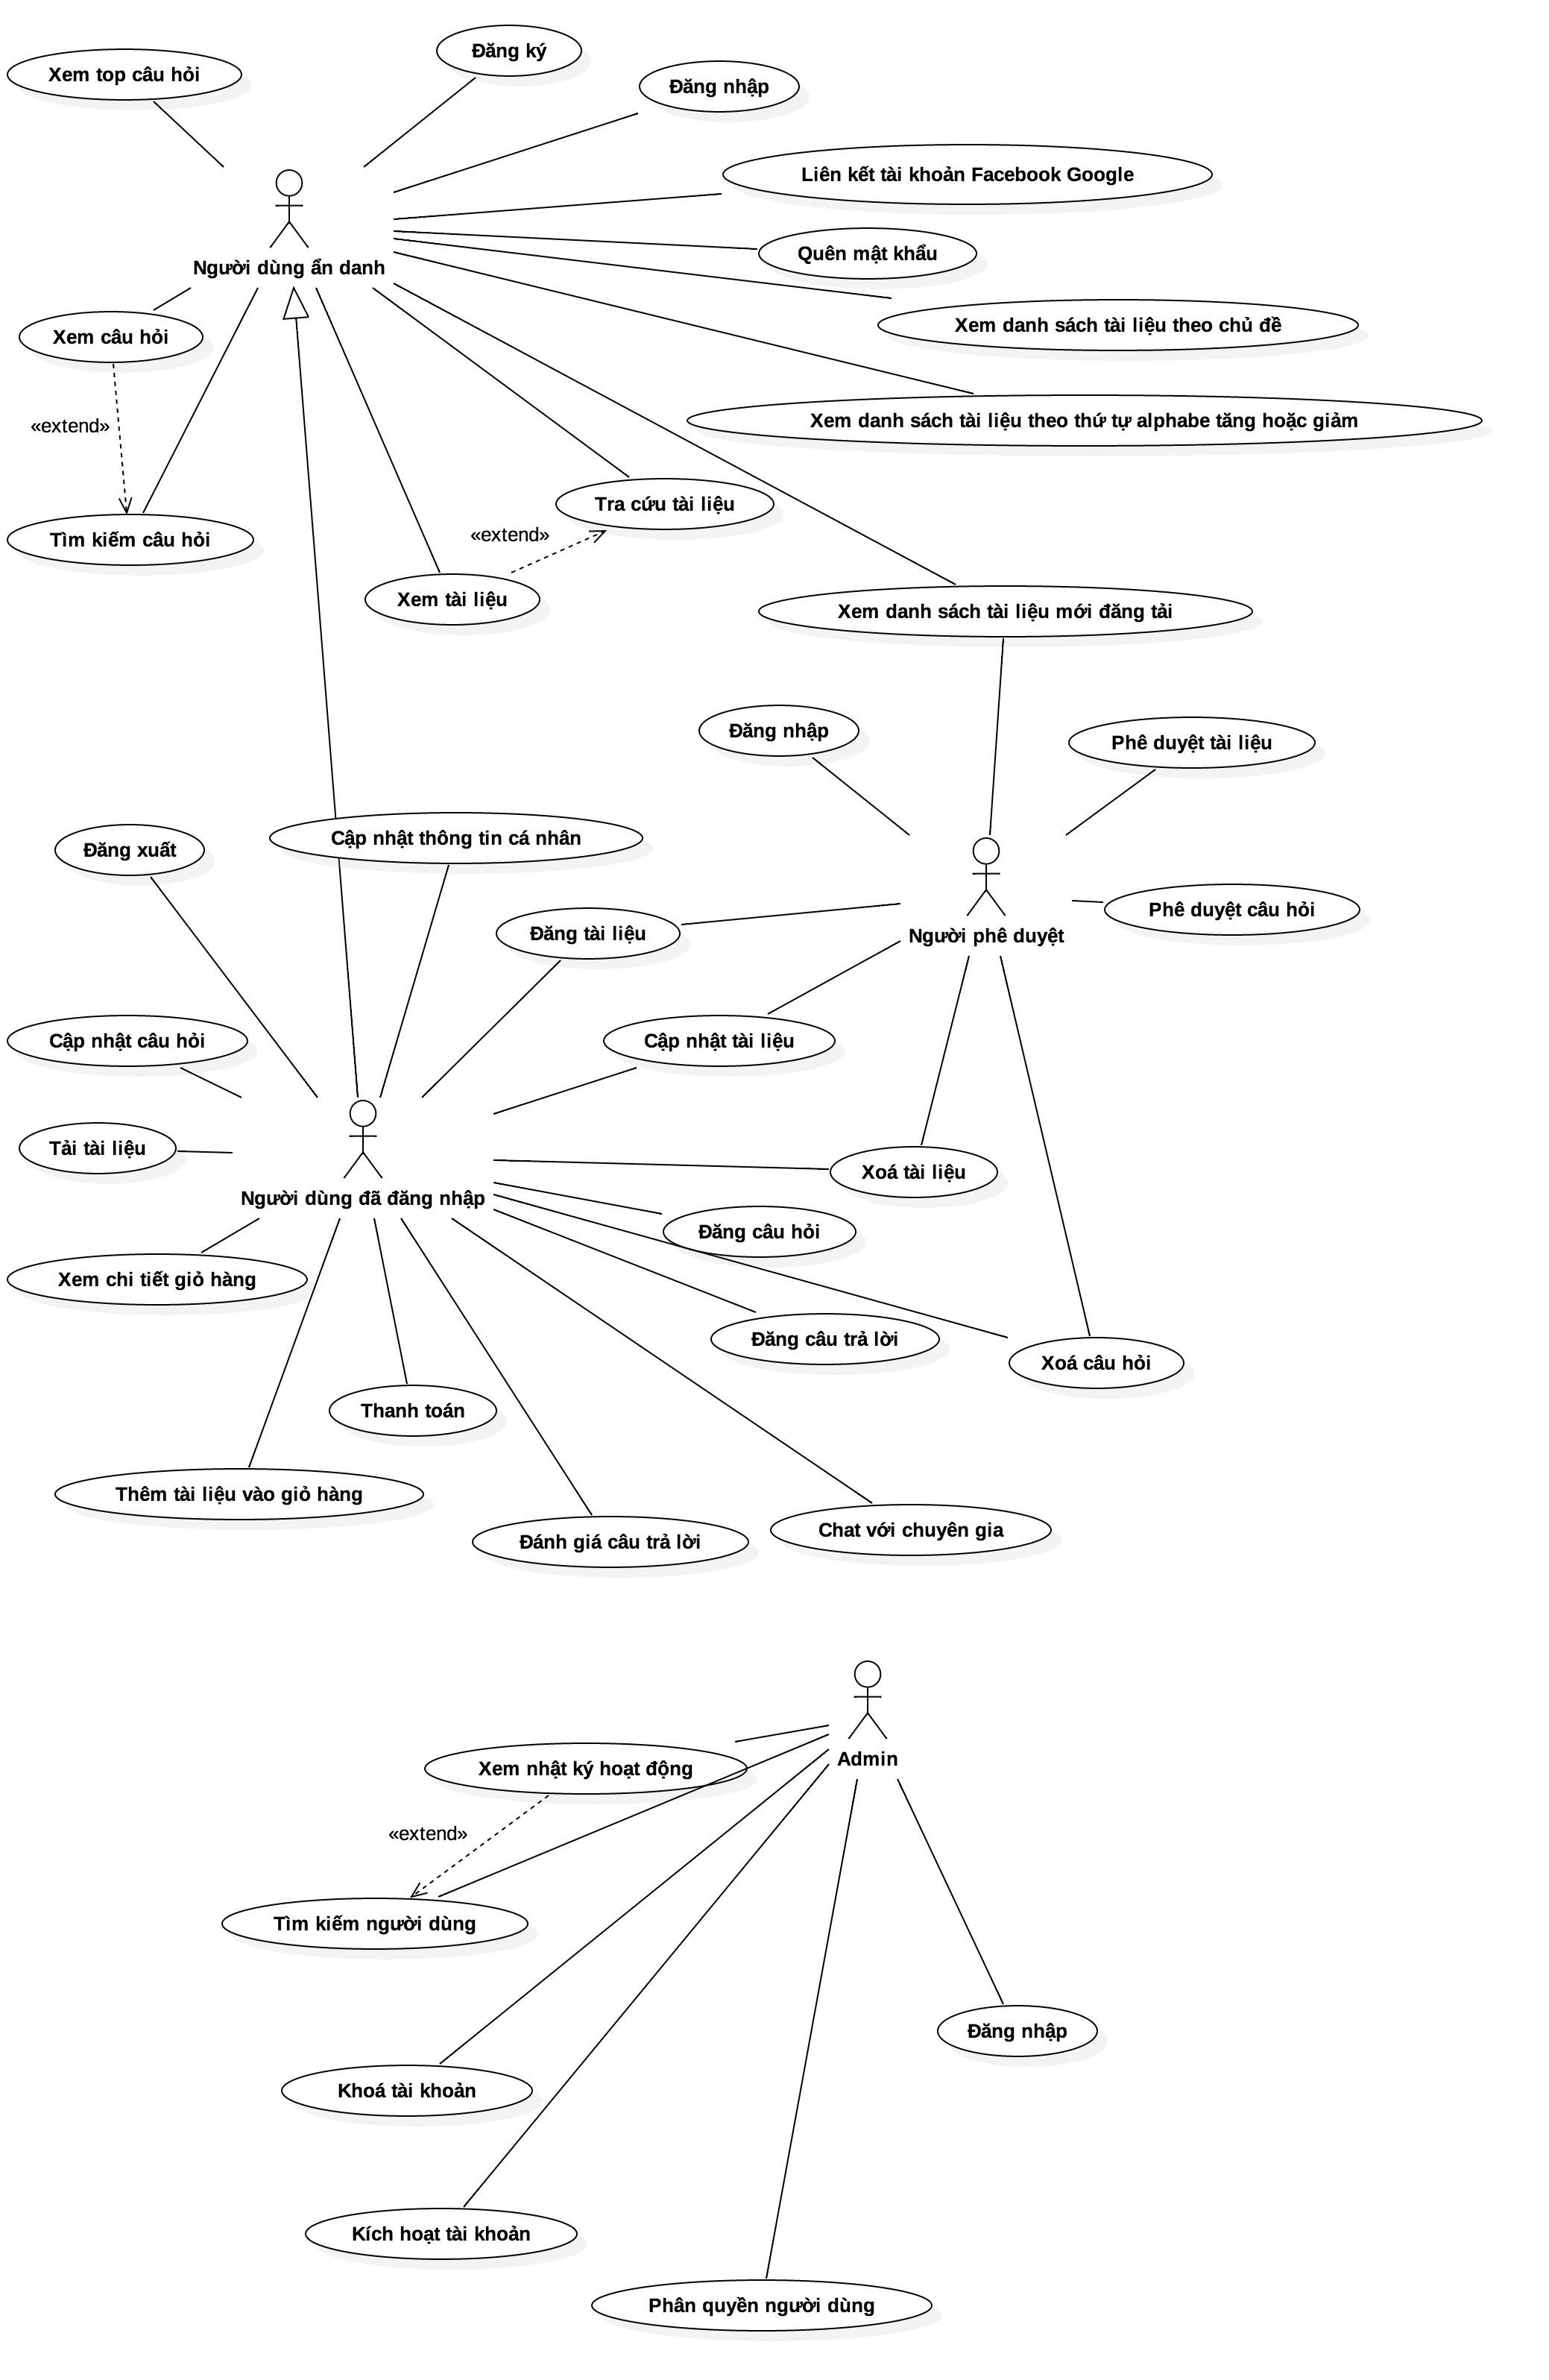 Đăng ký
Xem top câu hỏi
Đăng nhập
Liên kết tài khoản Facebook Google
Quên mật khẩu
Người dùng ẩn danh
Xem danh sách tài liệu theo chủ đề
Xem câu hỏi
Xem danh sách tài liệu theo thứ tự alphabe tăng hoặc giảm
«extend»
Tra cứu tài liệu
«extend»
Tìm kiếm câu hỏi
Xem tài liệu
Xem danh sách tài liệu mới đăng tải
Đăng nhập
Phê duyệt tài liệu
Cập nhật thông tin cá nhân
Đăng xuất
Phê duyệt câu hỏi
Đăng tài liệu
Người phê duyệt
Cập nhật câu hỏi
Cập nhật tài liệu
Tải tài liệu
Xoá tài liệu
Người dùng đã đăng nhập
Đăng câu hỏi
Xem chi tiết giỏ hàng
Đăng câu trả lời
Xoá câu hỏi
Thanh toán
Thêm tài liệu vào giỏ hàng
Chat với chuyên gia
Đánh giá câu trả lời
Admin
Xem nhật ký hoạt động
«extend»
Tìm kiếm người dùng
Đăng nhập
Khoá tài khoản
Kích hoạt tài khoản
Phân quyền người dùng